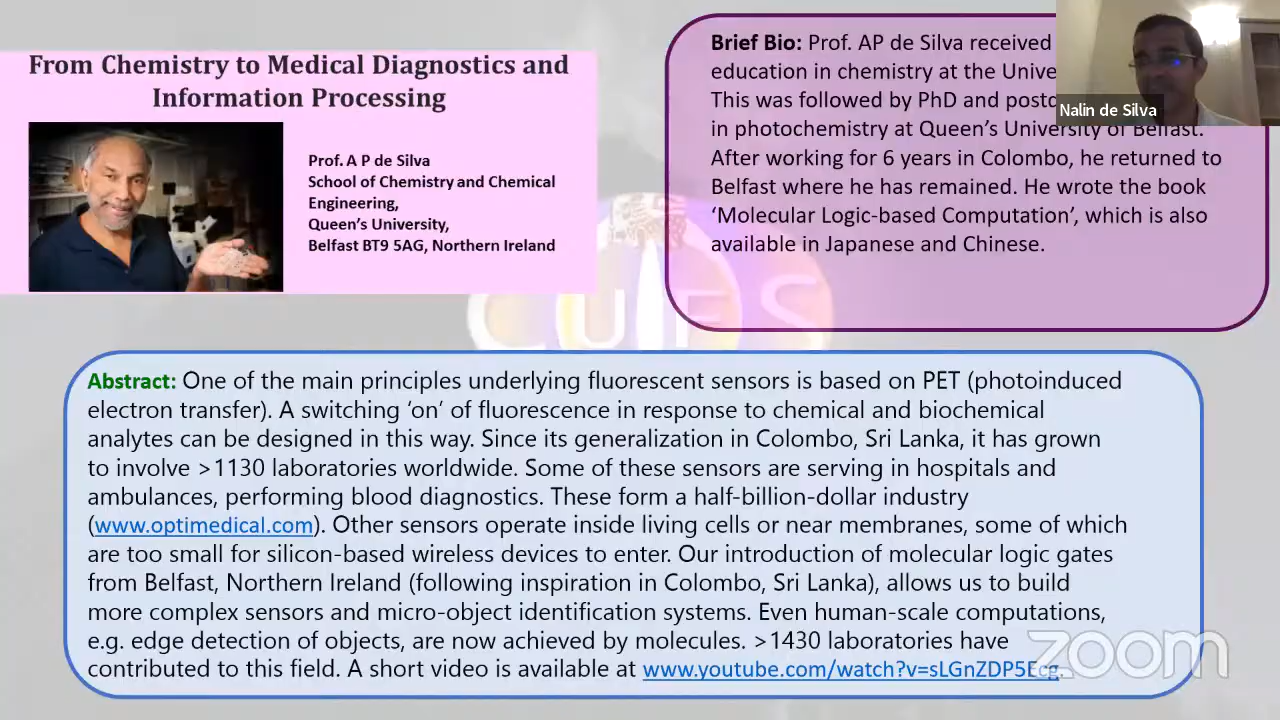 From Chemistry to Medical Diagnostics and
Information Processing
Prof. A P de Silva
School of Chemistry and Chemical
Engineering,
Queen's University,
Belfast BT9 5AG, Northern Ireland
Brief Bio: Prof. AP de Silva received
education in chemistry at the
This was followed by PhD and
in photochemistry at Queen's University of Belfast.
After working for 6 years in Colombo, he returned to
Belfast where he has remained. He wrote the book
‘Molecular Logic-based Computation’, which is also
available in Japanese and Chinese.
Nalin de Silva
CUFS
Abstract: One of the main principles underlying fluorescent sensors is based on PET (photoinduced
electron transfer). A switching ‘on’ of fluorescence in response to chemical and biochemical
analytes can be designed in this way. Since its generalization in Colombo, Sri Lanka, it has grown
to involve >1130 laboratories worldwide. Some of these sensors are serving in hospitals and
ambulances, performing blood diagnostics. These form a half-billion-dollar industry
(www.optimedical.com). Other sensors operate inside living cells or near membranes, some of which
are too small for silicon-based wireless devices to enter. Our introduction of molecular logic gates
from Belfast, Northern Ireland (following inspiration in Colombo, Sri Lanka), allows us to build
more complex sensors and micro-object identification systems. Even human-scale computations,
e.g. edge detection of objects, are now achieved by molecules. >1430 laboratories have
contributed to this field. A short video is available at www.youtube.com/watch?v=sLGnZDP5Ecg.
zoom